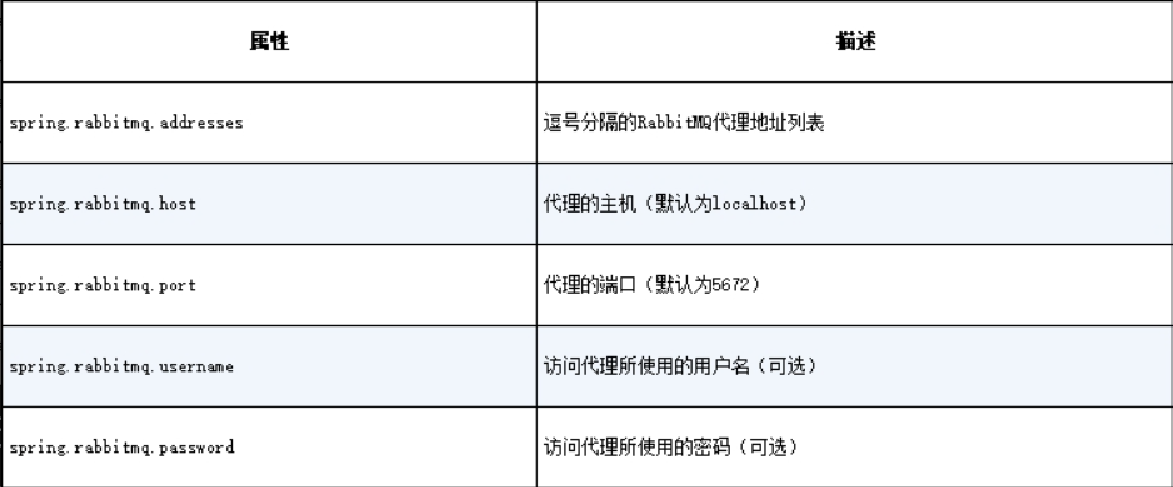 属性 描述
spring.rabbitmq.addresses 逗号分隔的RabbitMQ代理地址列表
spring.rabbitmq.host 代理的主机（默认为localhost）
spring.rabbitmq.port 代理的端口（默认为5672）
spring.rabbitmq.username 访问代理所使用的用户名（可选）
spring.rabbitmq.password 访问代理所使用的密码（可选）